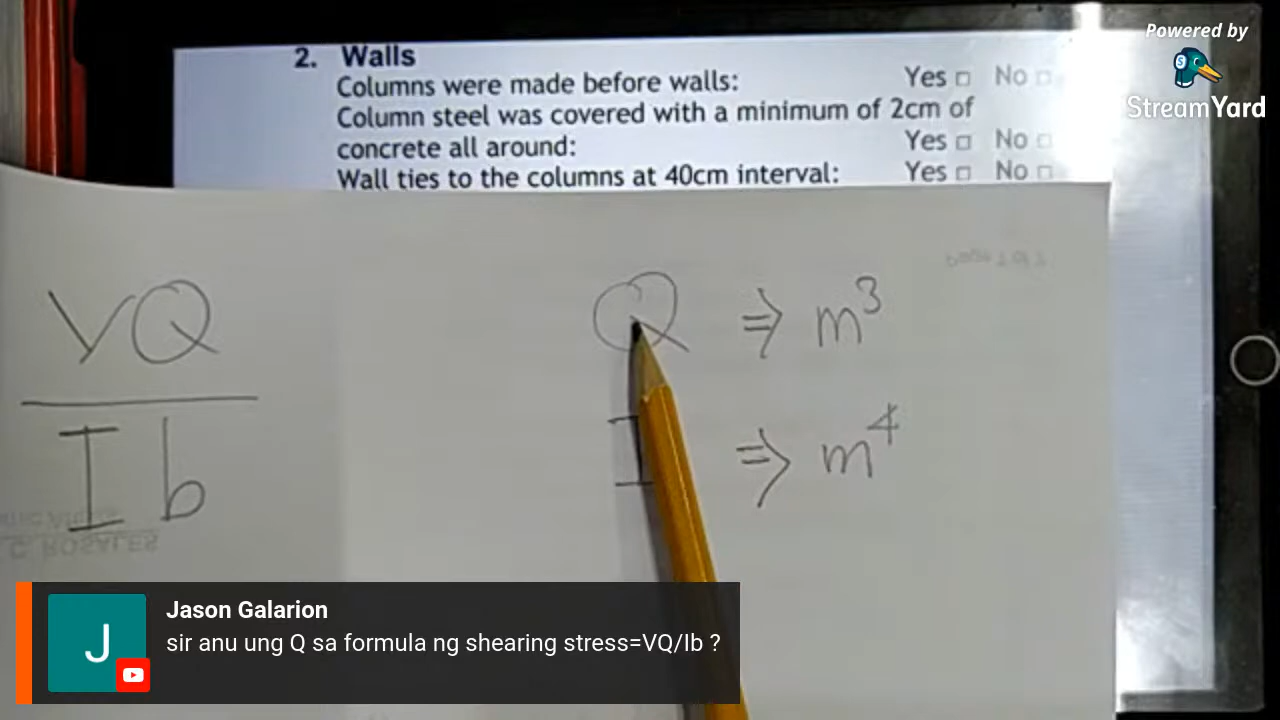 Powered by
StreamYard
2. Walls
Columns were made before walls: Yes □ No □
Column steel was covered with a minimum of 2cm of
concrete all around: Yes □ No □
Wall ties to the columns at 40cm interval: Yes □ No □
VQ
Ib
Q ⇒ m³
I ⇒ m⁴
C. ROSALES
J
Jason Galarion
sir anu ung Q sa formula ng shearing stress=VQ/Ib ?